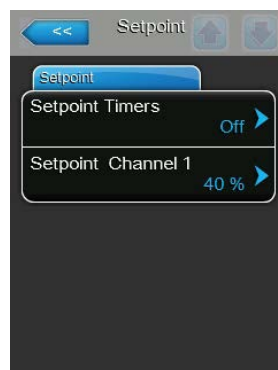 << Setpoint
Setpoint
Setpoint Timers
Off
Setpoint Channel 1
40 %